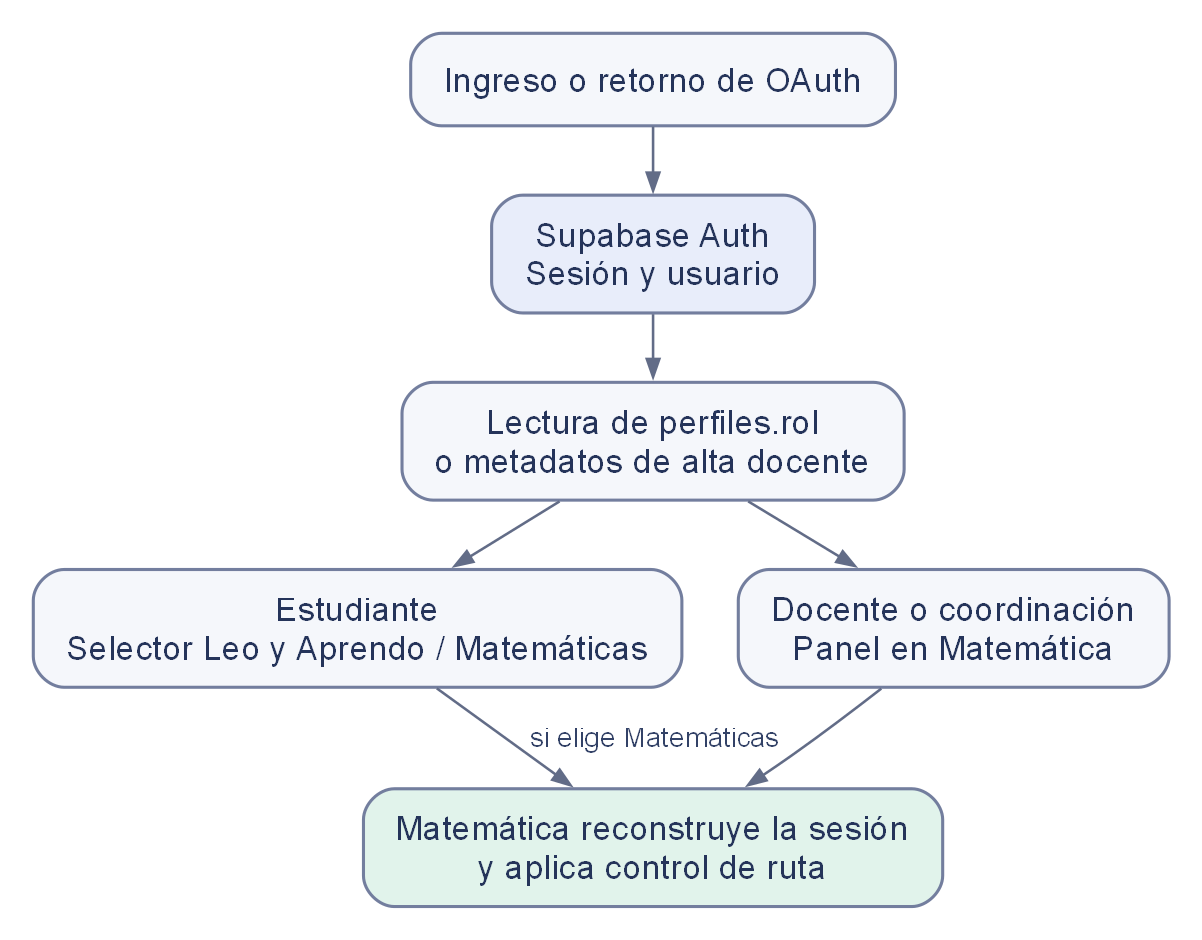 Ingreso o retorno de OAuth
Supabase Auth
Sesión y usuario
Lectura de perfiles.rol
o metadatos de alta docente
Estudiante
Selector Leo y Aprendo / Matemáticas
Docente o coordinación
Panel en Matemática
si elige Matemáticas
Matemática reconstruye la sesión
y aplica control de ruta